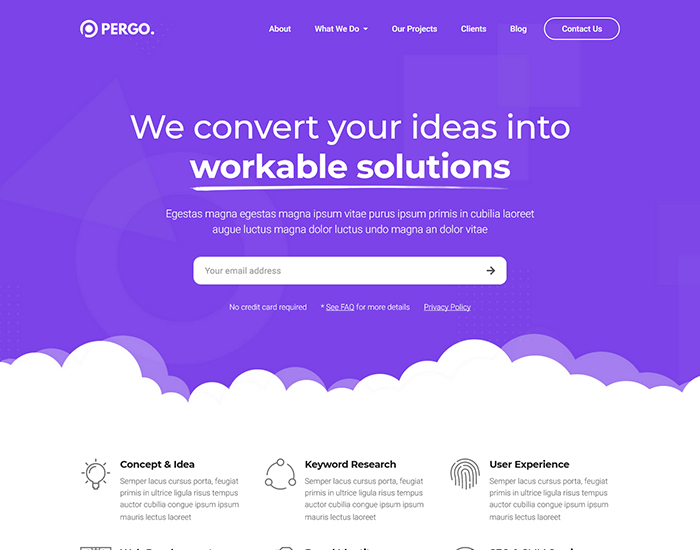 PERGO.
About What We Do Our Projects Clients Blog Contact Us
We convert your ideas into
workable solutions
Egestas magna egestas magna ipsum vitae purus ipsum primis in cubilia laoreet
augue luctus magna dolor luctus undo magna an dolor vitae
Your email address
No credit card required * See FAQ for more details Privacy Policy
Concept & Idea
Semper lacus cursus porta, feugiat
primis in ultrice ligula risus tempus
auctor cubilia congue ipsum ipsum
mauris lectus laoreet
Keyword Research
Semper lacus cursus porta, feugiat
primis in ultrice ligula risus tempus
auctor cubilia congue ipsum ipsum
mauris lectus laoreet
User Experience
Semper lacus cursus porta, feugiat
primis in ultrice ligula risus tempus
auctor cubilia congue ipsum ipsum
mauris lectus laoreet